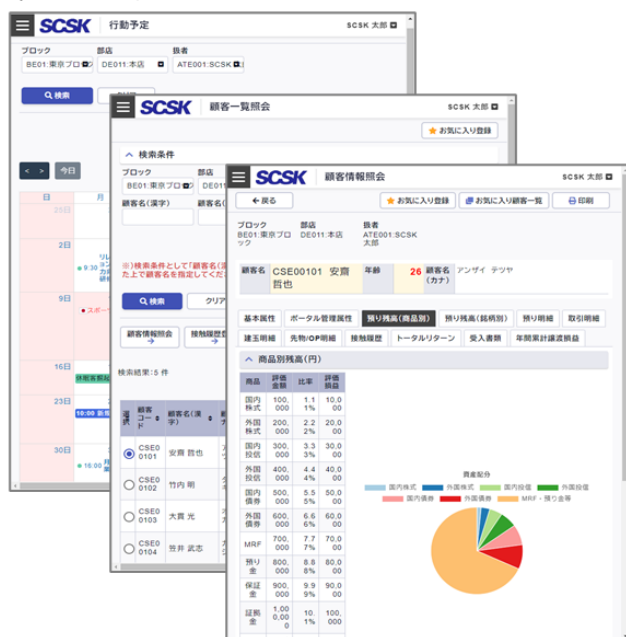 SCSK 行動予定 SCSK 太郎
ブロック 部店 扱者
BE01:東京ブロ DE011:本店 ATE001:SCSK
検索
< > 今日
日 月
2日
9:30
9日
スポー
16日
23日
10:00
30日
16:00
SCSK 顧客一覧照会 SCSK 太郎
お気に入り登録
検索条件
ブロック 部店
BE01:東京 DE01
顧客名(漢字) 顧客名(
※)検索条件として「顧客名(
た上で顧客名を指定してくだ
検索 クリア
顧客情報照会 接触履歴
検索結果:5 件
選択 顧客コード 顧客名(漢字)
CSE00101 安齋 哲也
CSE00102 竹内 明
CSE00103 大貫 光
CSE00104 笠井 武志
SCSK 顧客情報照会 SCSK 太郎
戻る お気に入り登録 お気に入り顧客一覧 印刷
ブロック 部店 扱者
BE01:東京ブロ DE011:本店 ATE001:SCSK
ック 太郎
顧客名 CSE00101 安齋 年齢 26 顧客名 アンザイ テツヤ
哲也 (カナ)
基本属性 ポータル管理属性 預り残高(商品別) 預り残高(銘柄別) 預り明細 取引明細
建玉明細 先物/OP明細 接触履歴 トータルリターン 受入書類 年間累計譲渡損益
商品別残高(円)
商品 評価金額 比率 評価損益
国内株式 100,000 1.11% 10,000
外国株式 200,000 2.22% 20,000
国内投信 300,000 3.33% 30,000
外国投信 400,000 4.44% 40,000
国内債券 500,000 5.55% 50,000
外国債券 600,000 6.66% 60,000
MRF 700,000 7.77% 70,000
預り金 800,000 8.88% 80,000
保証金 900,000 9.99% 90,000
証拠金 1,000,000 10.1% 100,000
資産配分
国内株式 外国株式 国内投信 外国投信
国内債券 外国債券 MRF・預り金等